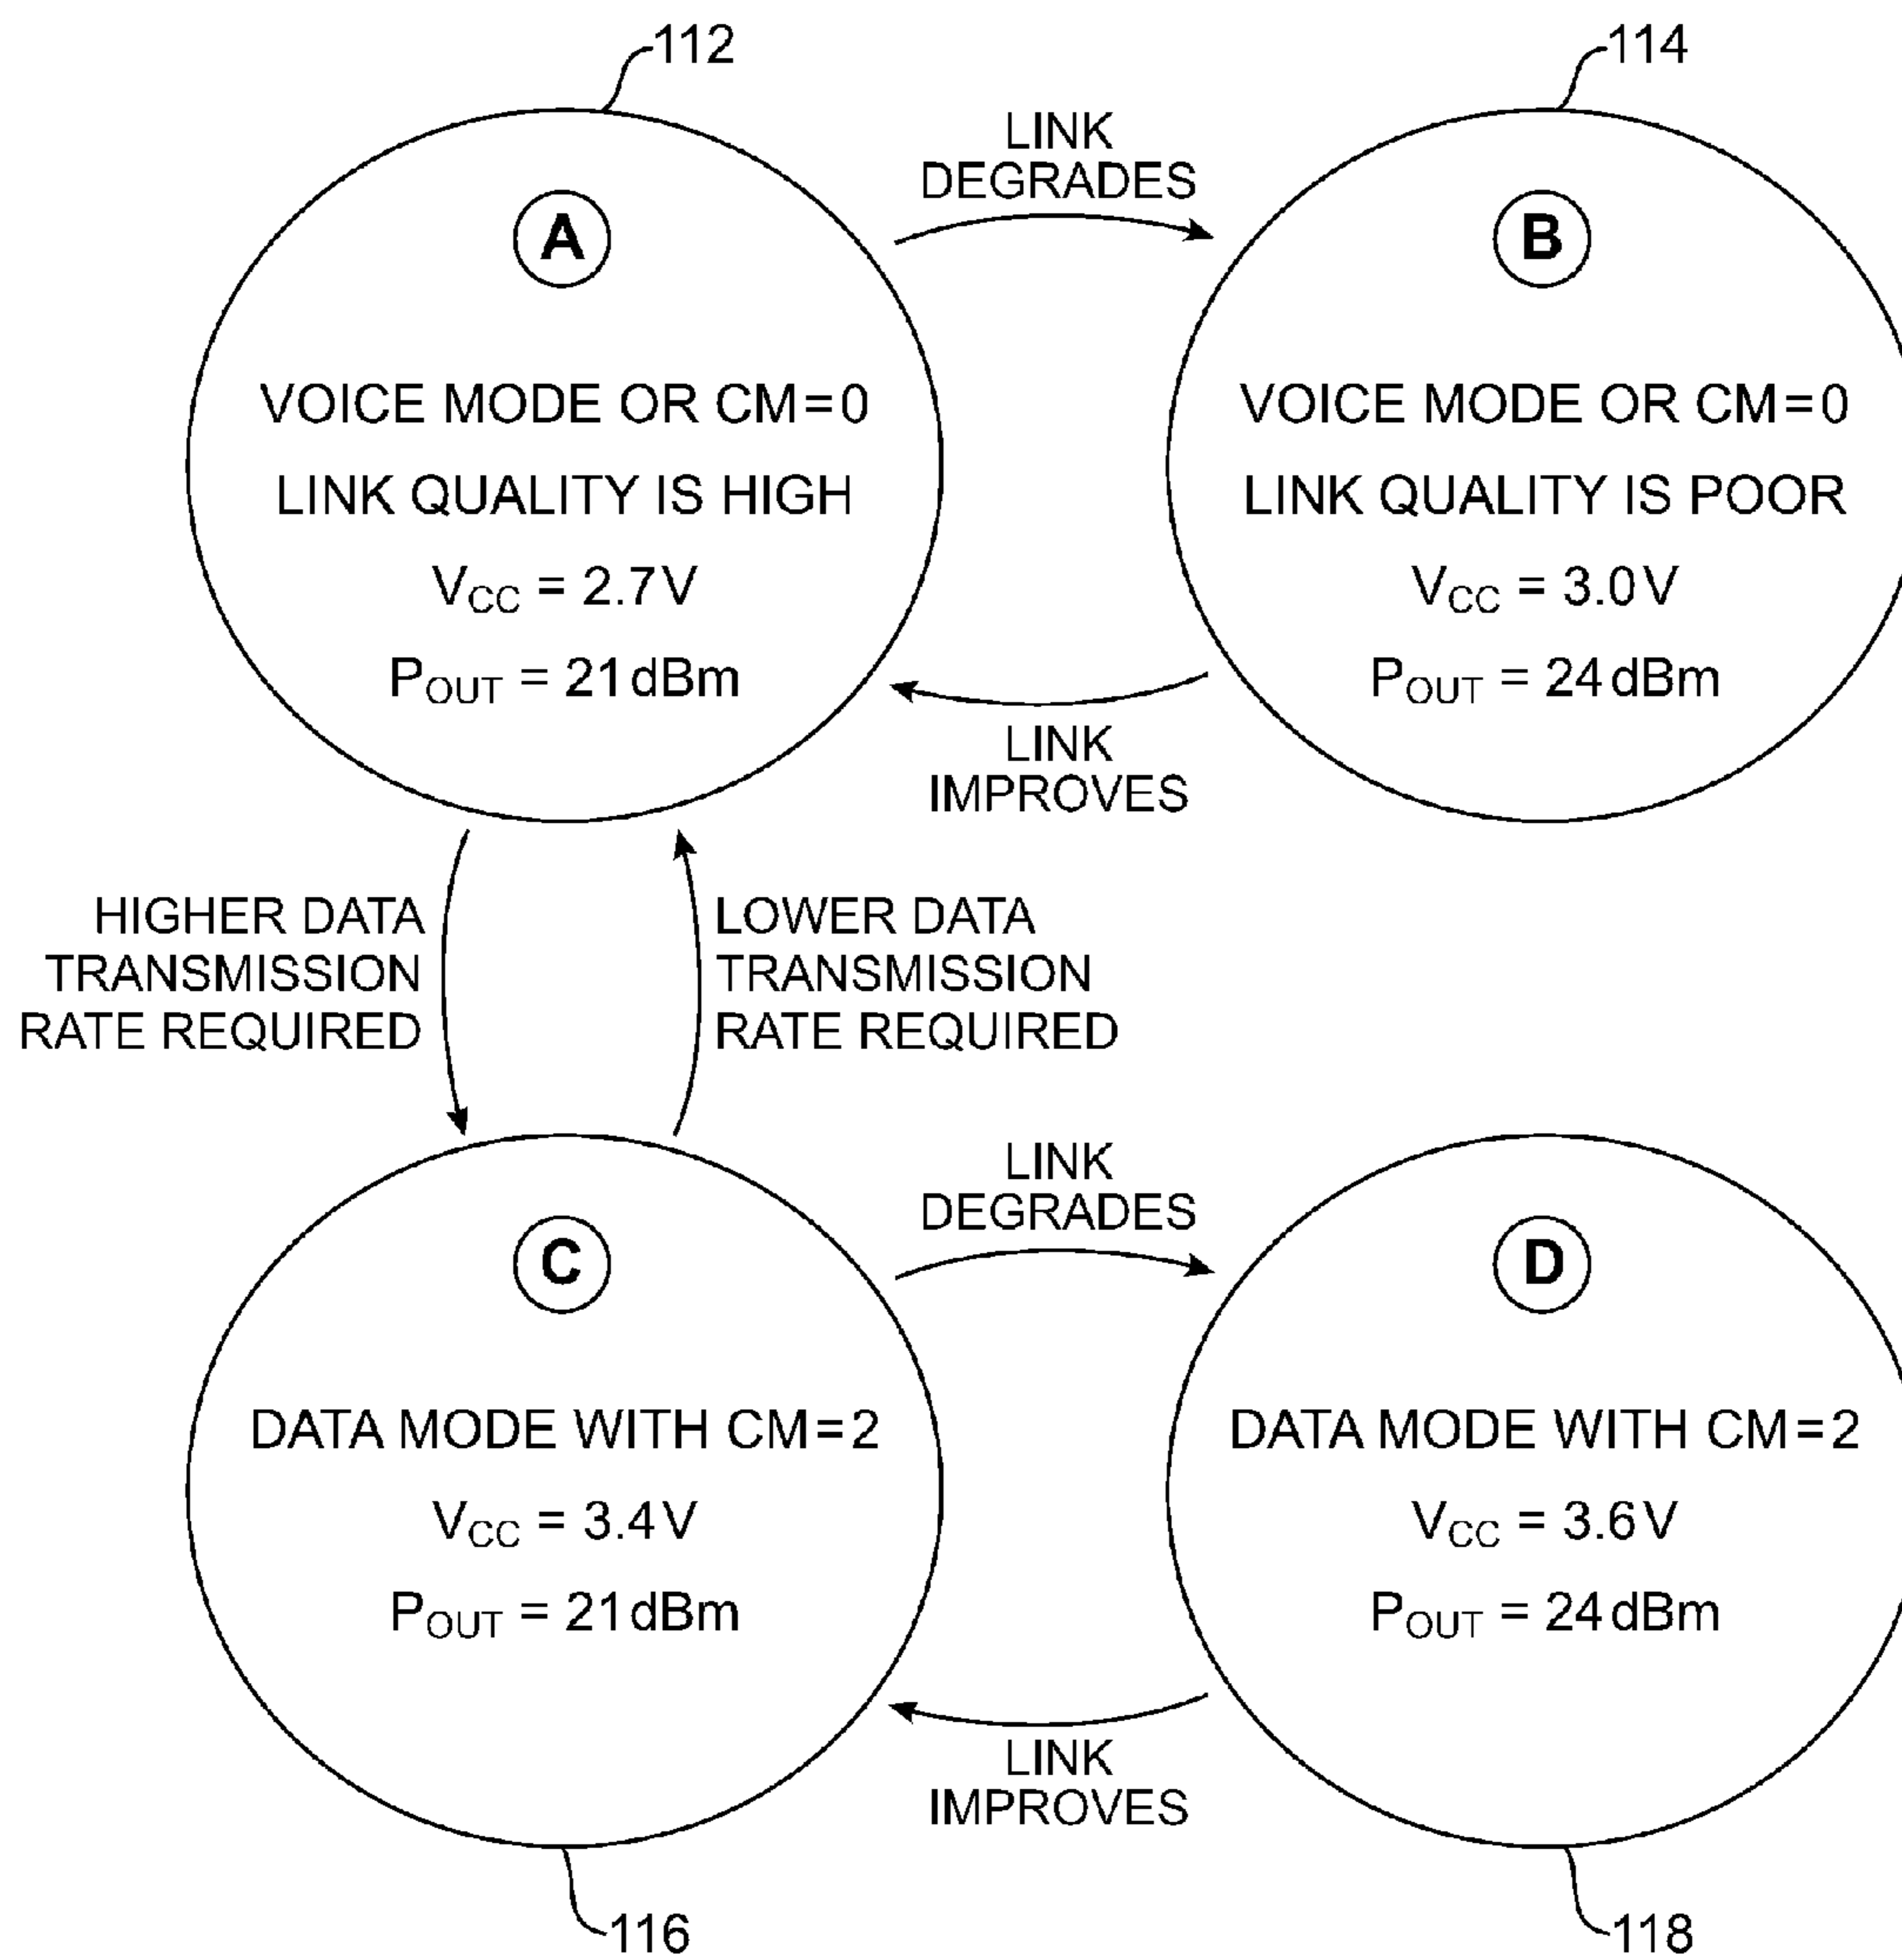 112
114
LINK
DEGRADES
A
B
VOICE MODE OR CM=0
LINK QUALITY IS HIGH
VCC = 2.7V
POUT = 21dBm
VOICE MODE OR CM=0
LINK QUALITY IS POOR
VCC = 3.0V
POUT = 24dBm
LINK
IMPROVES
HIGHER DATA
TRANSMISSION
RATE REQUIRED
LOWER DATA
TRANSMISSION
RATE REQUIRED
LINK
DEGRADES
C
D
DATA MODE WITH CM=2
VCC = 3.4V
POUT = 21dBm
DATA MODE WITH CM=2
VCC = 3.6V
POUT = 24dBm
LINK
IMPROVES
116
118